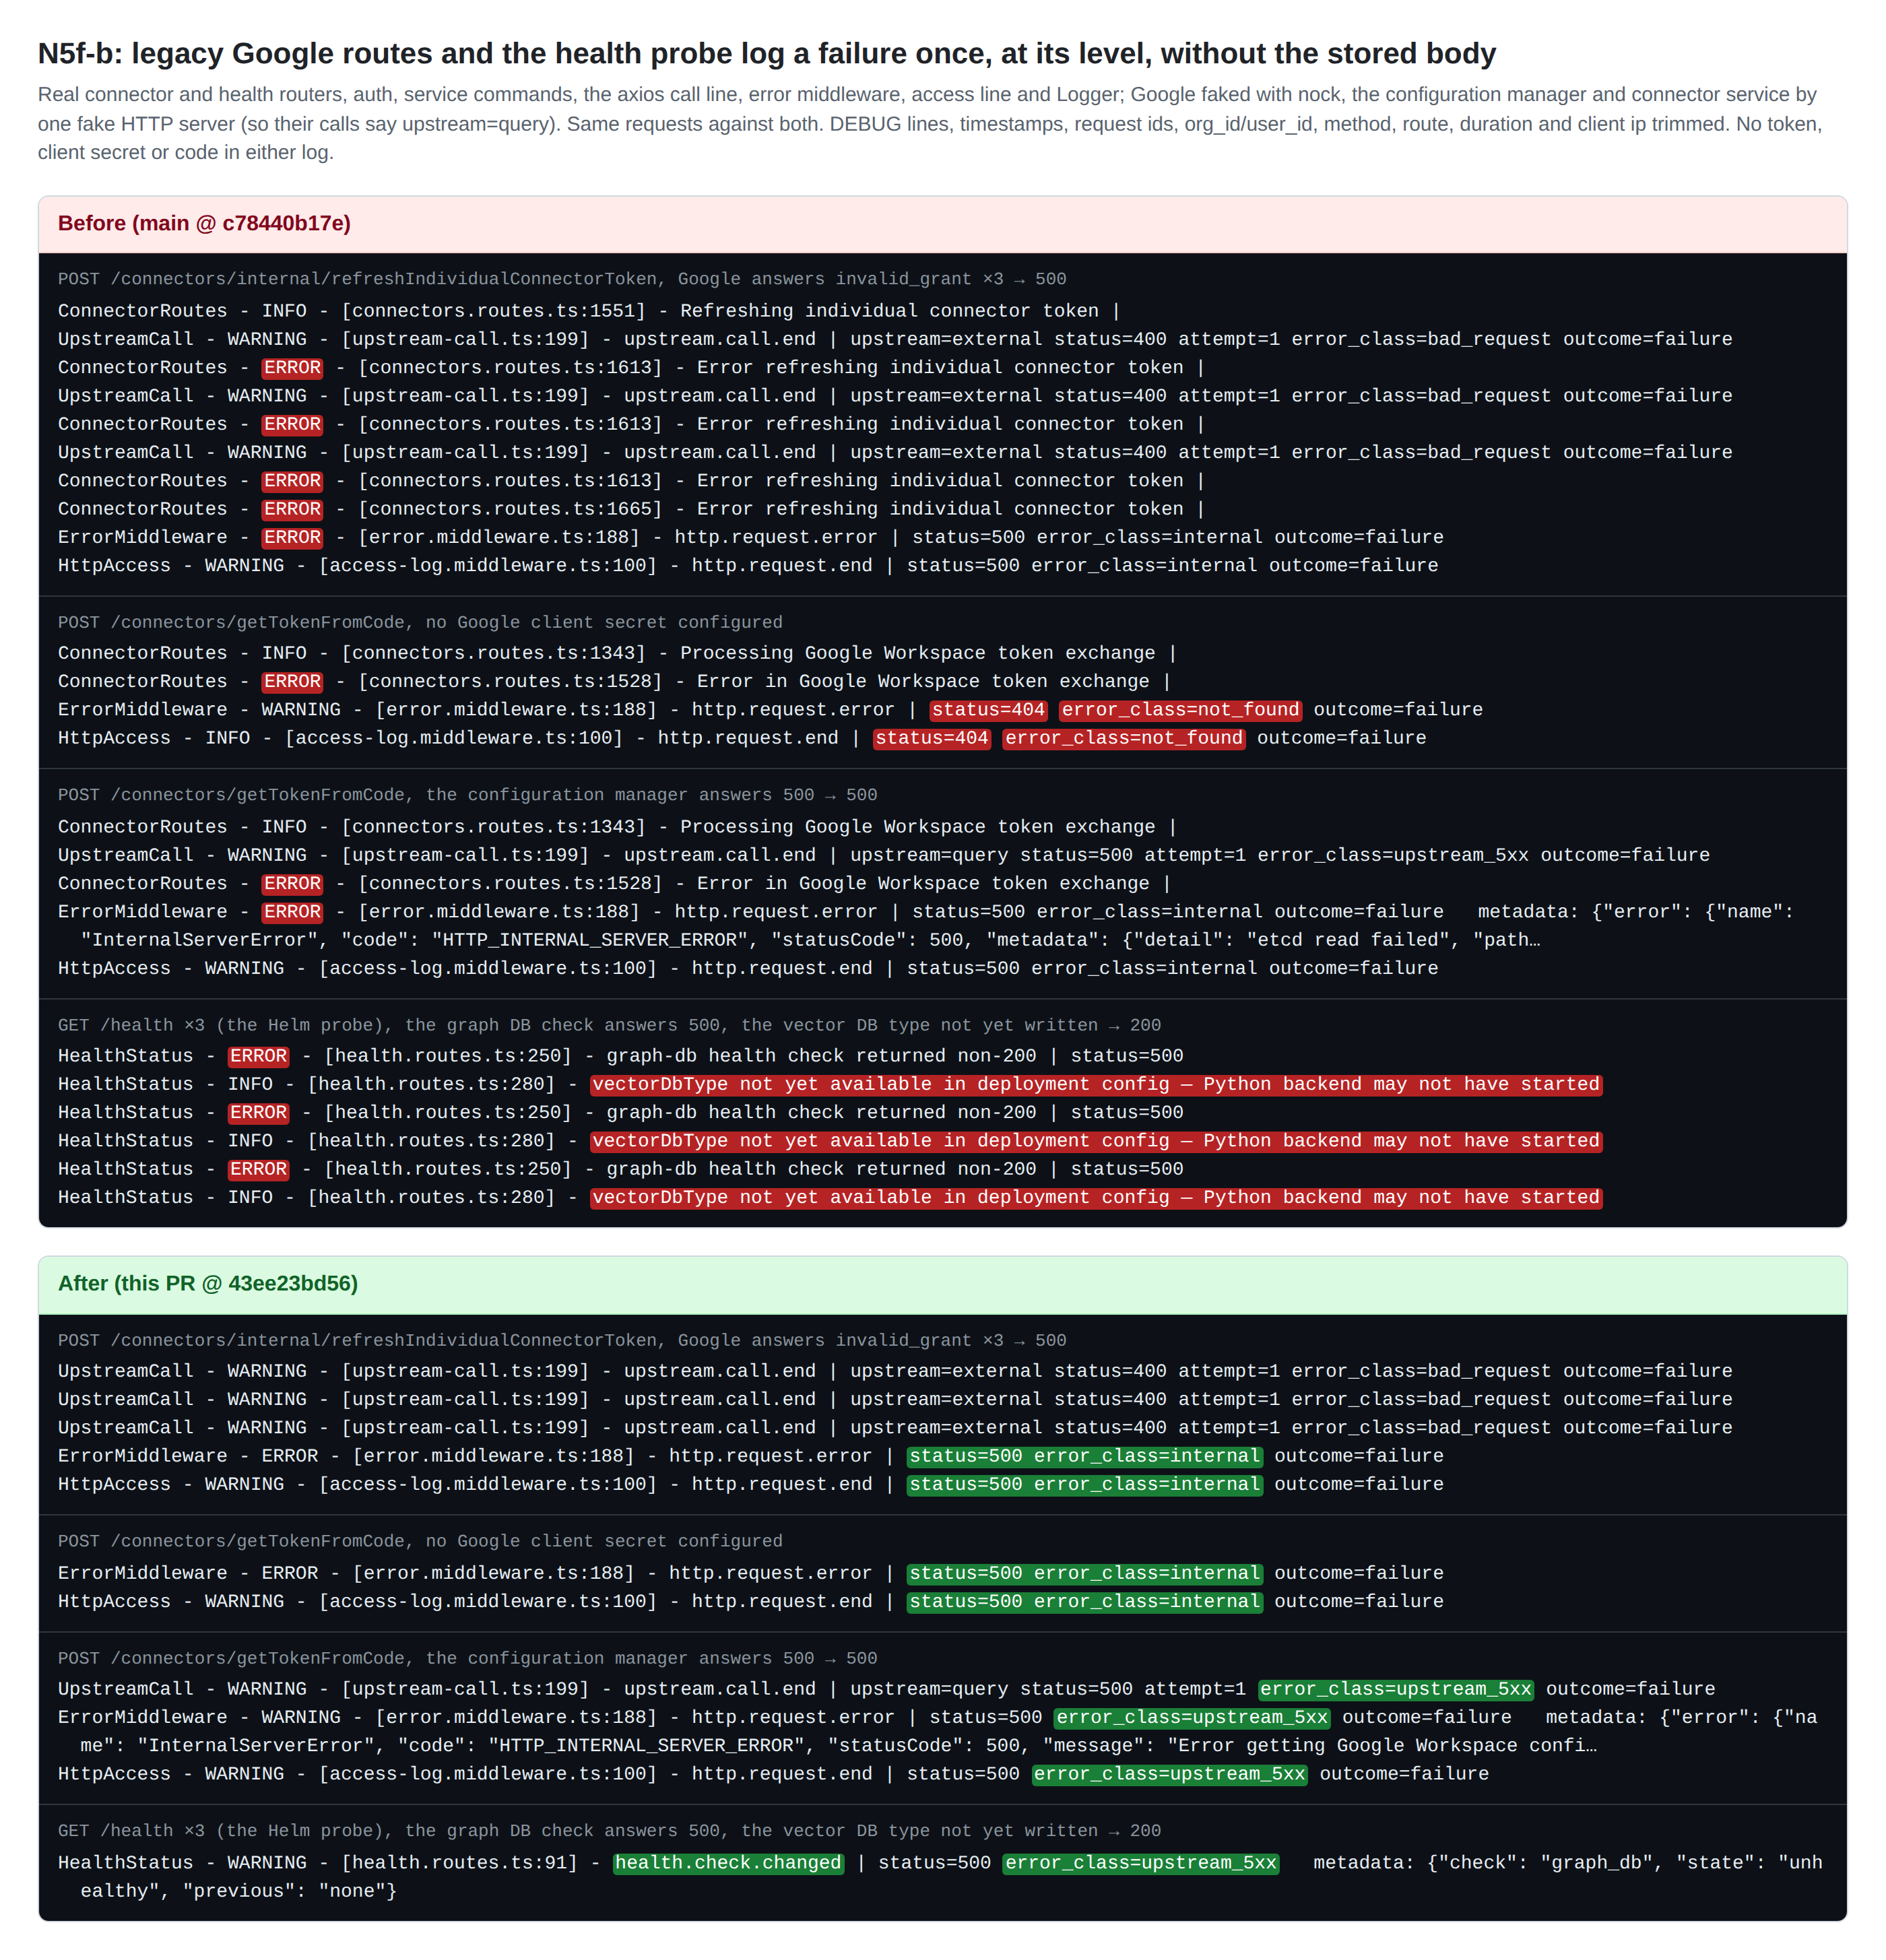 N5f-b: legacy Google routes and the health probe log a failure once, at its level, without the stored body
Real connector and health routers, auth, service commands, the axios call line, error middleware, access line and Logger; Google faked with nock, the configuration manager and connector service by
one fake HTTP server (so their calls say upstream=query). Same requests against both. DEBUG lines, timestamps, request ids, org_id/user_id, method, route, duration and client ip trimmed. No token,
client secret or code in either log.
Before (main @ c78440b17e)
POST /connectors/internal/refreshIndividualConnectorToken, Google answers invalid_grant ×3 → 500
ConnectorRoutes - INFO - [connectors.routes.ts:1551] - Refreshing individual connector token |
UpstreamCall - WARNING - [upstream-call.ts:199] - upstream.call.end | upstream=external status=400 attempt=1 error_class=bad_request outcome=failure
ConnectorRoutes - ERROR - [connectors.routes.ts:1613] - Error refreshing individual connector token |
UpstreamCall - WARNING - [upstream-call.ts:199] - upstream.call.end | upstream=external status=400 attempt=1 error_class=bad_request outcome=failure
ConnectorRoutes - ERROR - [connectors.routes.ts:1613] - Error refreshing individual connector token |
UpstreamCall - WARNING - [upstream-call.ts:199] - upstream.call.end | upstream=external status=400 attempt=1 error_class=bad_request outcome=failure
ConnectorRoutes - ERROR - [connectors.routes.ts:1613] - Error refreshing individual connector token |
ConnectorRoutes - ERROR - [connectors.routes.ts:1665] - Error refreshing individual connector token |
ErrorMiddleware - ERROR - [error.middleware.ts:188] - http.request.error | status=500 error_class=internal outcome=failure
HttpAccess - WARNING - [access-log.middleware.ts:100] - http.request.end | status=500 error_class=internal outcome=failure
POST /connectors/getTokenFromCode, no Google client secret configured
ConnectorRoutes - INFO - [connectors.routes.ts:1343] - Processing Google Workspace token exchange |
ConnectorRoutes - ERROR - [connectors.routes.ts:1528] - Error in Google Workspace token exchange |
ErrorMiddleware - WARNING - [error.middleware.ts:188] - http.request.error | status=404 error_class=not_found outcome=failure
HttpAccess - INFO - [access-log.middleware.ts:100] - http.request.end | status=404 error_class=not_found outcome=failure
POST /connectors/getTokenFromCode, the configuration manager answers 500 → 500
ConnectorRoutes - INFO - [connectors.routes.ts:1343] - Processing Google Workspace token exchange |
UpstreamCall - WARNING - [upstream-call.ts:199] - upstream.call.end | upstream=query status=500 attempt=1 error_class=upstream_5xx outcome=failure
ConnectorRoutes - ERROR - [connectors.routes.ts:1528] - Error in Google Workspace token exchange |
ErrorMiddleware - ERROR - [error.middleware.ts:188] - http.request.error | status=500 error_class=internal outcome=failure   metadata: {"error": {"name":
"InternalServerError", "code": "HTTP_INTERNAL_SERVER_ERROR", "statusCode": 500, "metadata": {"detail": "etcd read failed", "path…
HttpAccess - WARNING - [access-log.middleware.ts:100] - http.request.end | status=500 error_class=internal outcome=failure
GET /health ×3 (the Helm probe), the graph DB check answers 500, the vector DB type not yet written → 200
HealthStatus - ERROR - [health.routes.ts:250] - graph-db health check returned non-200 | status=500
HealthStatus - INFO - [health.routes.ts:280] - vectorDbType not yet available in deployment config — Python backend may not have started
HealthStatus - ERROR - [health.routes.ts:250] - graph-db health check returned non-200 | status=500
HealthStatus - INFO - [health.routes.ts:280] - vectorDbType not yet available in deployment config — Python backend may not have started
HealthStatus - ERROR - [health.routes.ts:250] - graph-db health check returned non-200 | status=500
HealthStatus - INFO - [health.routes.ts:280] - vectorDbType not yet available in deployment config — Python backend may not have started
After (this PR @ 43ee23bd56)
POST /connectors/internal/refreshIndividualConnectorToken, Google answers invalid_grant ×3 → 500
UpstreamCall - WARNING - [upstream-call.ts:199] - upstream.call.end | upstream=external status=400 attempt=1 error_class=bad_request outcome=failure
UpstreamCall - WARNING - [upstream-call.ts:199] - upstream.call.end | upstream=external status=400 attempt=1 error_class=bad_request outcome=failure
UpstreamCall - WARNING - [upstream-call.ts:199] - upstream.call.end | upstream=external status=400 attempt=1 error_class=bad_request outcome=failure
ErrorMiddleware - ERROR - [error.middleware.ts:188] - http.request.error | status=500 error_class=internal outcome=failure
HttpAccess - WARNING - [access-log.middleware.ts:100] - http.request.end | status=500 error_class=internal outcome=failure
POST /connectors/getTokenFromCode, no Google client secret configured
ErrorMiddleware - ERROR - [error.middleware.ts:188] - http.request.error | status=500 error_class=internal outcome=failure
HttpAccess - WARNING - [access-log.middleware.ts:100] - http.request.end | status=500 error_class=internal outcome=failure
POST /connectors/getTokenFromCode, the configuration manager answers 500 → 500
UpstreamCall - WARNING - [upstream-call.ts:199] - upstream.call.end | upstream=query status=500 attempt=1 error_class=upstream_5xx outcome=failure
ErrorMiddleware - WARNING - [error.middleware.ts:188] - http.request.error | status=500 error_class=upstream_5xx outcome=failure   metadata: {"error": {"na
me": "InternalServerError", "code": "HTTP_INTERNAL_SERVER_ERROR", "statusCode": 500, "message": "Error getting Google Workspace confi…
HttpAccess - WARNING - [access-log.middleware.ts:100] - http.request.end | status=500 error_class=upstream_5xx outcome=failure
GET /health ×3 (the Helm probe), the graph DB check answers 500, the vector DB type not yet written → 200
HealthStatus - WARNING - [health.routes.ts:91] - health.check.changed | status=500 error_class=upstream_5xx   metadata: {"check": "graph_db", "state": "unh
ealthy", "previous": "none"}